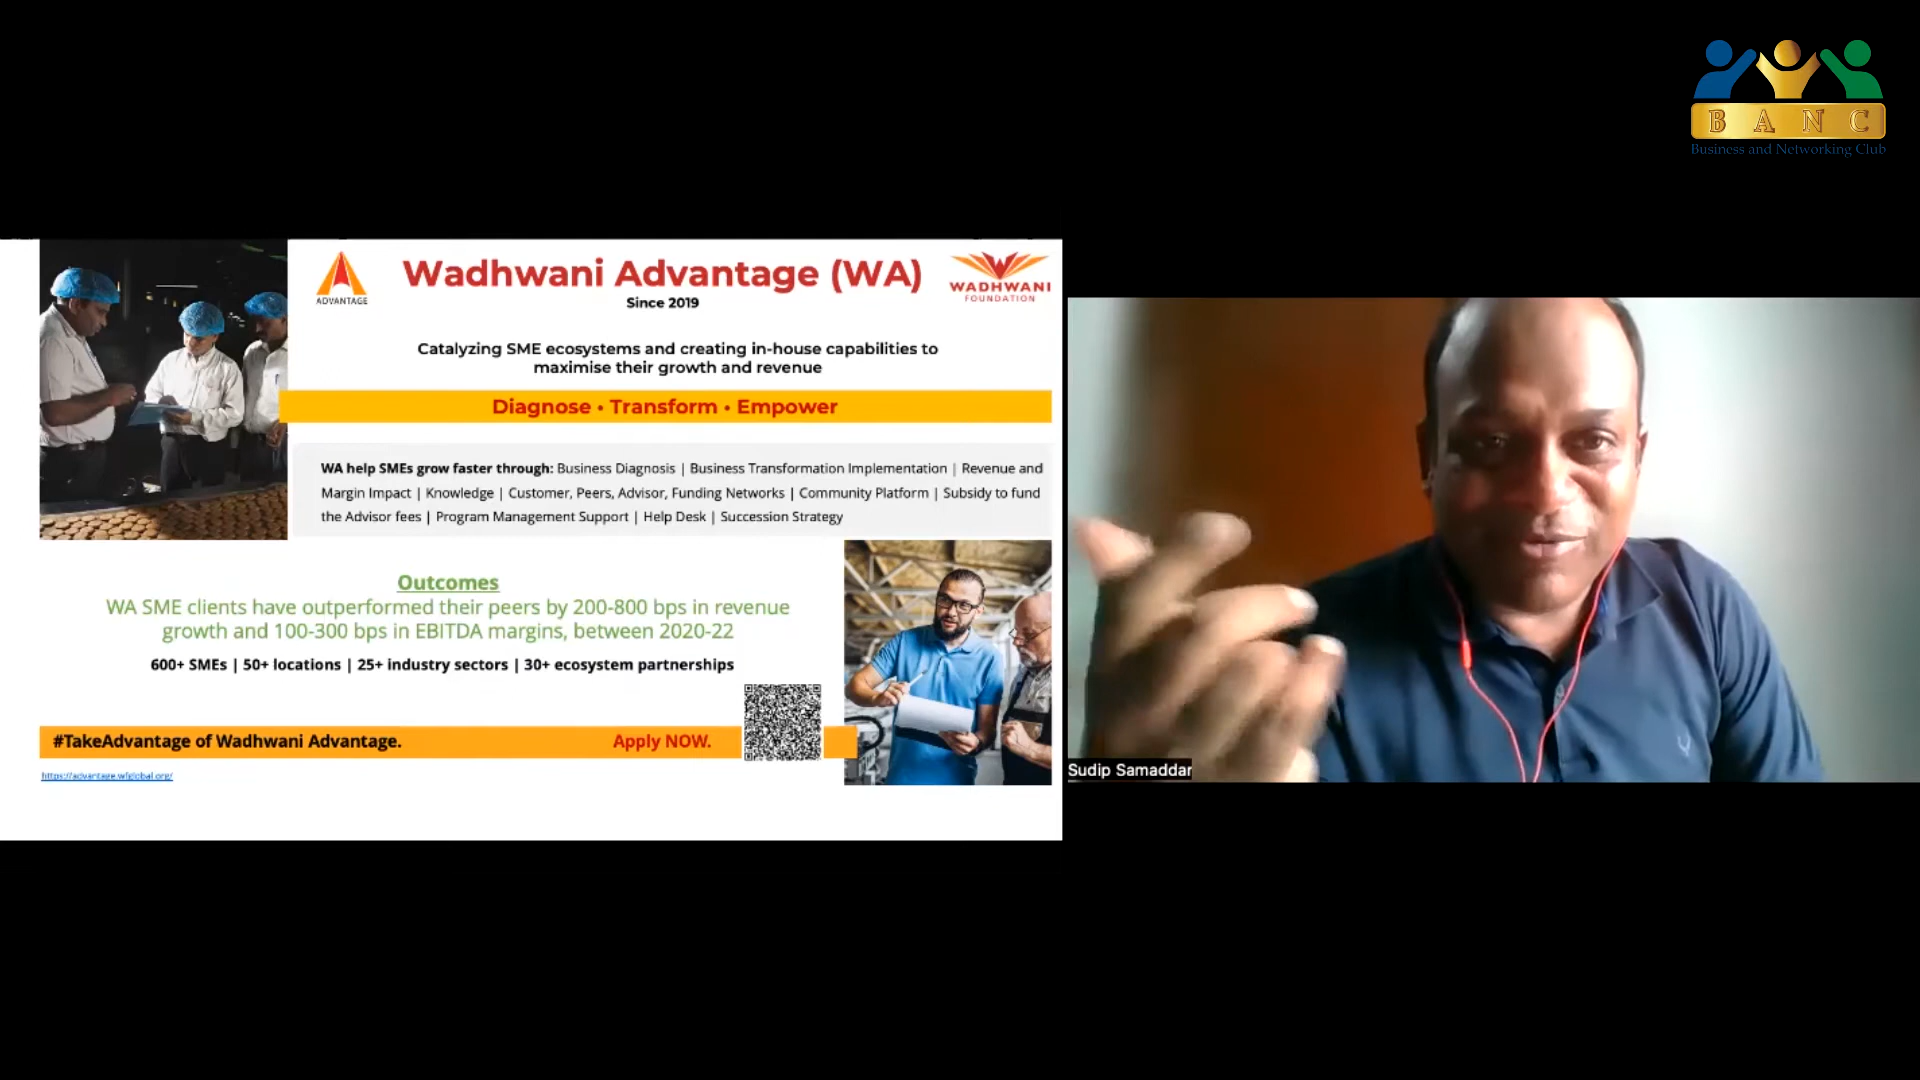 B A N C
Business and Networking Club
ADVANTAGE
Wadhwani Advantage (WA)
Since 2019
WADHWANI
FOUNDATION
Catalyzing SME ecosystems and creating in-house capabilities to
maximise their growth and revenue
Diagnose • Transform • Empower
WA help SMEs grow faster through: Business Diagnosis | Business Transformation Implementation | Revenue and
Margin Impact | Knowledge | Customer, Peers, Advisor, Funding Networks | Community Platform | Subsidy to fund
the Advisor fees | Program Management Support | Help Desk | Succession Strategy
Outcomes
WA SME clients have outperformed their peers by 200-800 bps in revenue
growth and 100-300 bps in EBITDA margins, between 2020-22
600+ SMEs | 50+ locations | 25+ industry sectors | 30+ ecosystem partnerships
#TakeAdvantage of Wadhwani Advantage.
Apply NOW.
https://advantage.wfglobal.org/
Sudip Samaddar